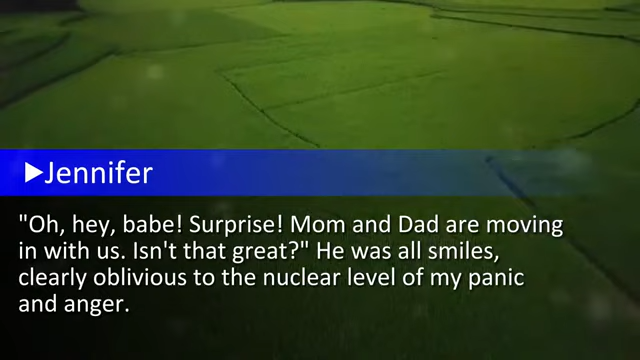 ▶Jennifer
"Oh, hey, babe! Surprise! Mom and Dad are moving
in with us. Isn't that great?" He was all smiles,
clearly oblivious to the nuclear level of my panic
and anger.